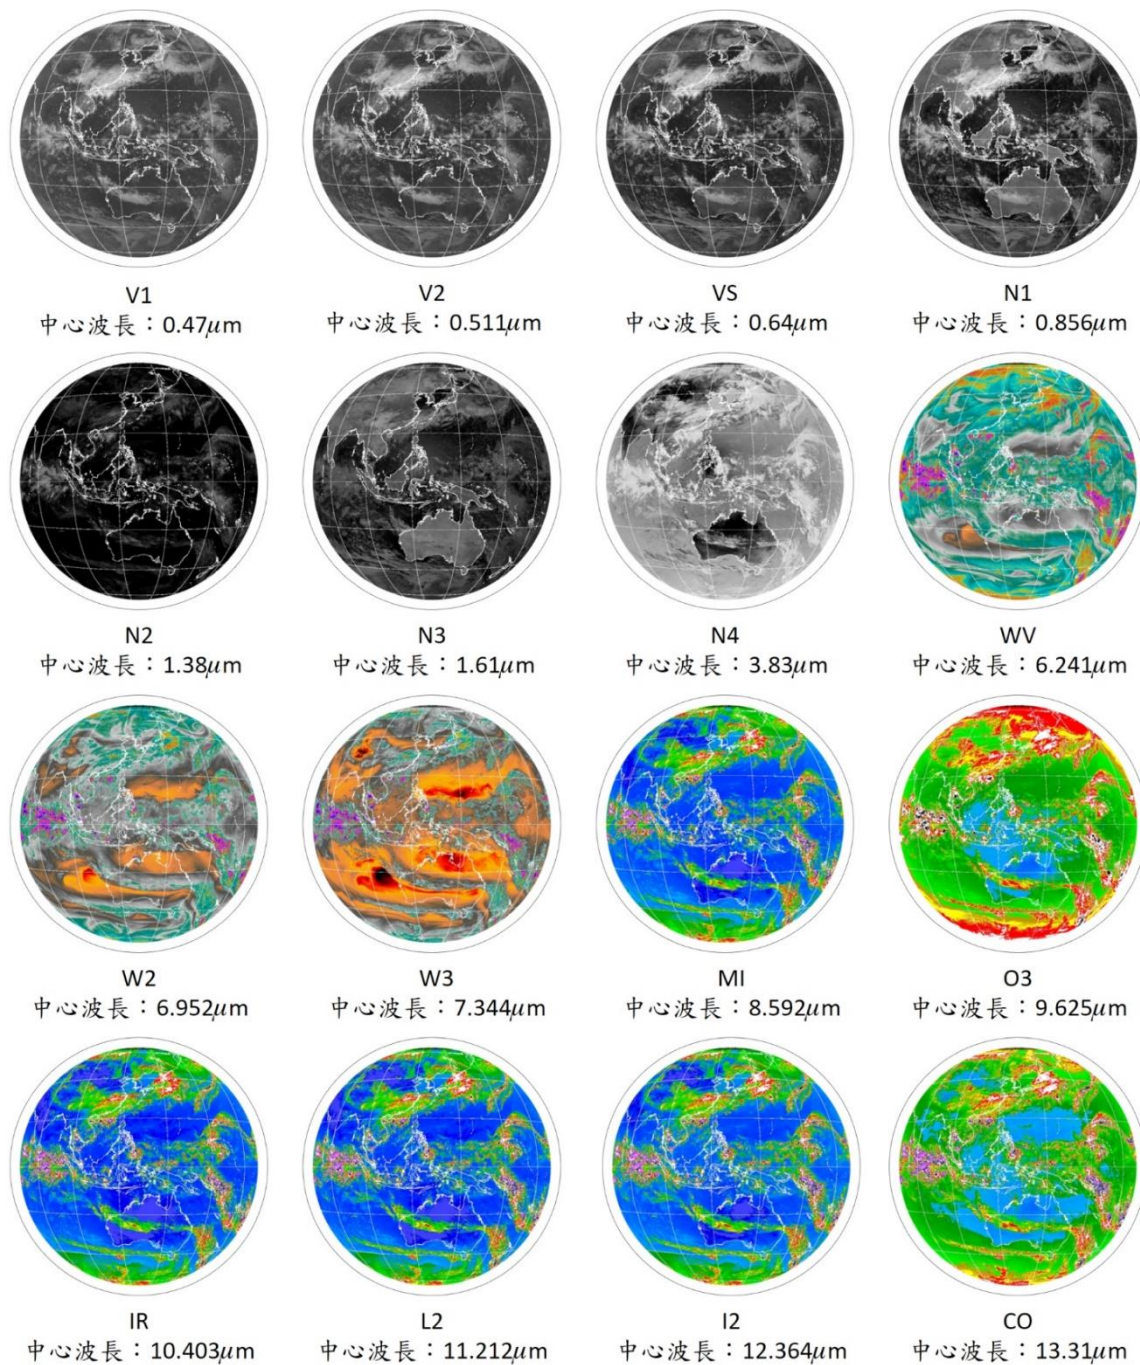 V1
中心波長：0.47μm
V2
中心波長：0.511μm
VS
中心波長：0.64μm
N1
中心波長：0.856μm
N2
中心波長：1.38μm
N3
中心波長：1.61μm
N4
中心波長：3.83μm
WV
中心波長：6.241μm
W2
中心波長：6.952μm
W3
中心波長：7.344μm
MI
中心波長：8.592μm
O3
中心波長：9.625μm
IR
中心波長：10.403μm
L2
中心波長：11.212μm
I2
中心波長：12.364μm
CO
中心波長：13.31μm